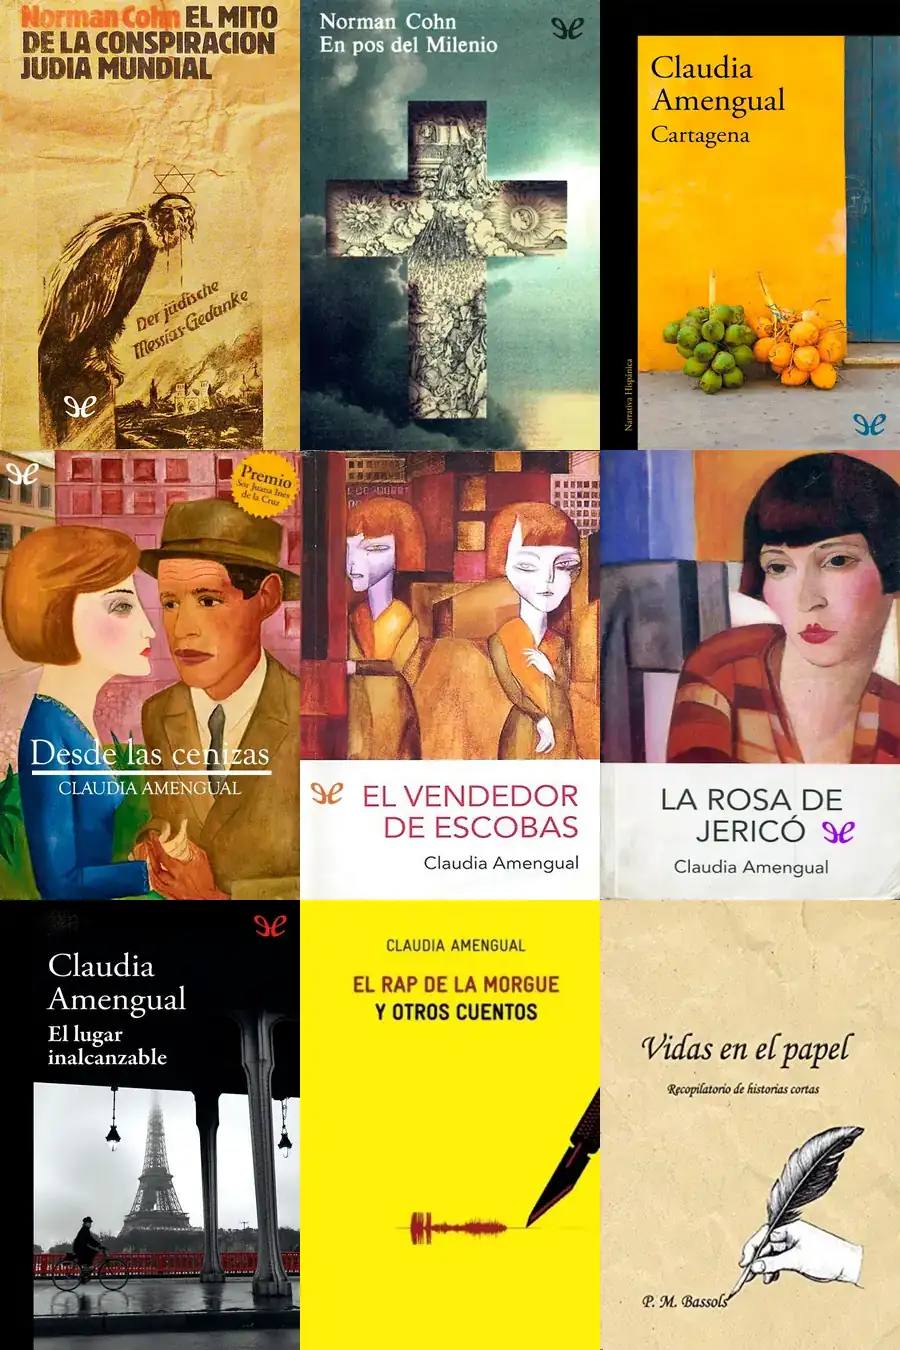 Norman Cohn EL MITO
DE LA CONSPIRACION
JUDIA MUNDIAL
Der jüdische
Messias-Gedanke
Norman Cohn
En pos del Milenio
Claudia
Amengual
Cartagena
Narrativa Hispánica
Premio
Sor Juana Inés
de la Cruz
Desde las cenizas
CLAUDIA AMENGUAL
EL VENDEDOR
DE ESCOBAS
Claudia Amengual
LA ROSA DE
JERICÓ
Claudia Amengual
Claudia
Amengual
El lugar
inalcanzable
CLAUDIA AMENGUAL
EL RAP DE LA MORGUE
Y OTROS CUENTOS
Vidas en el papel
Recopilatorio de historias cortas
P. M. Bassols